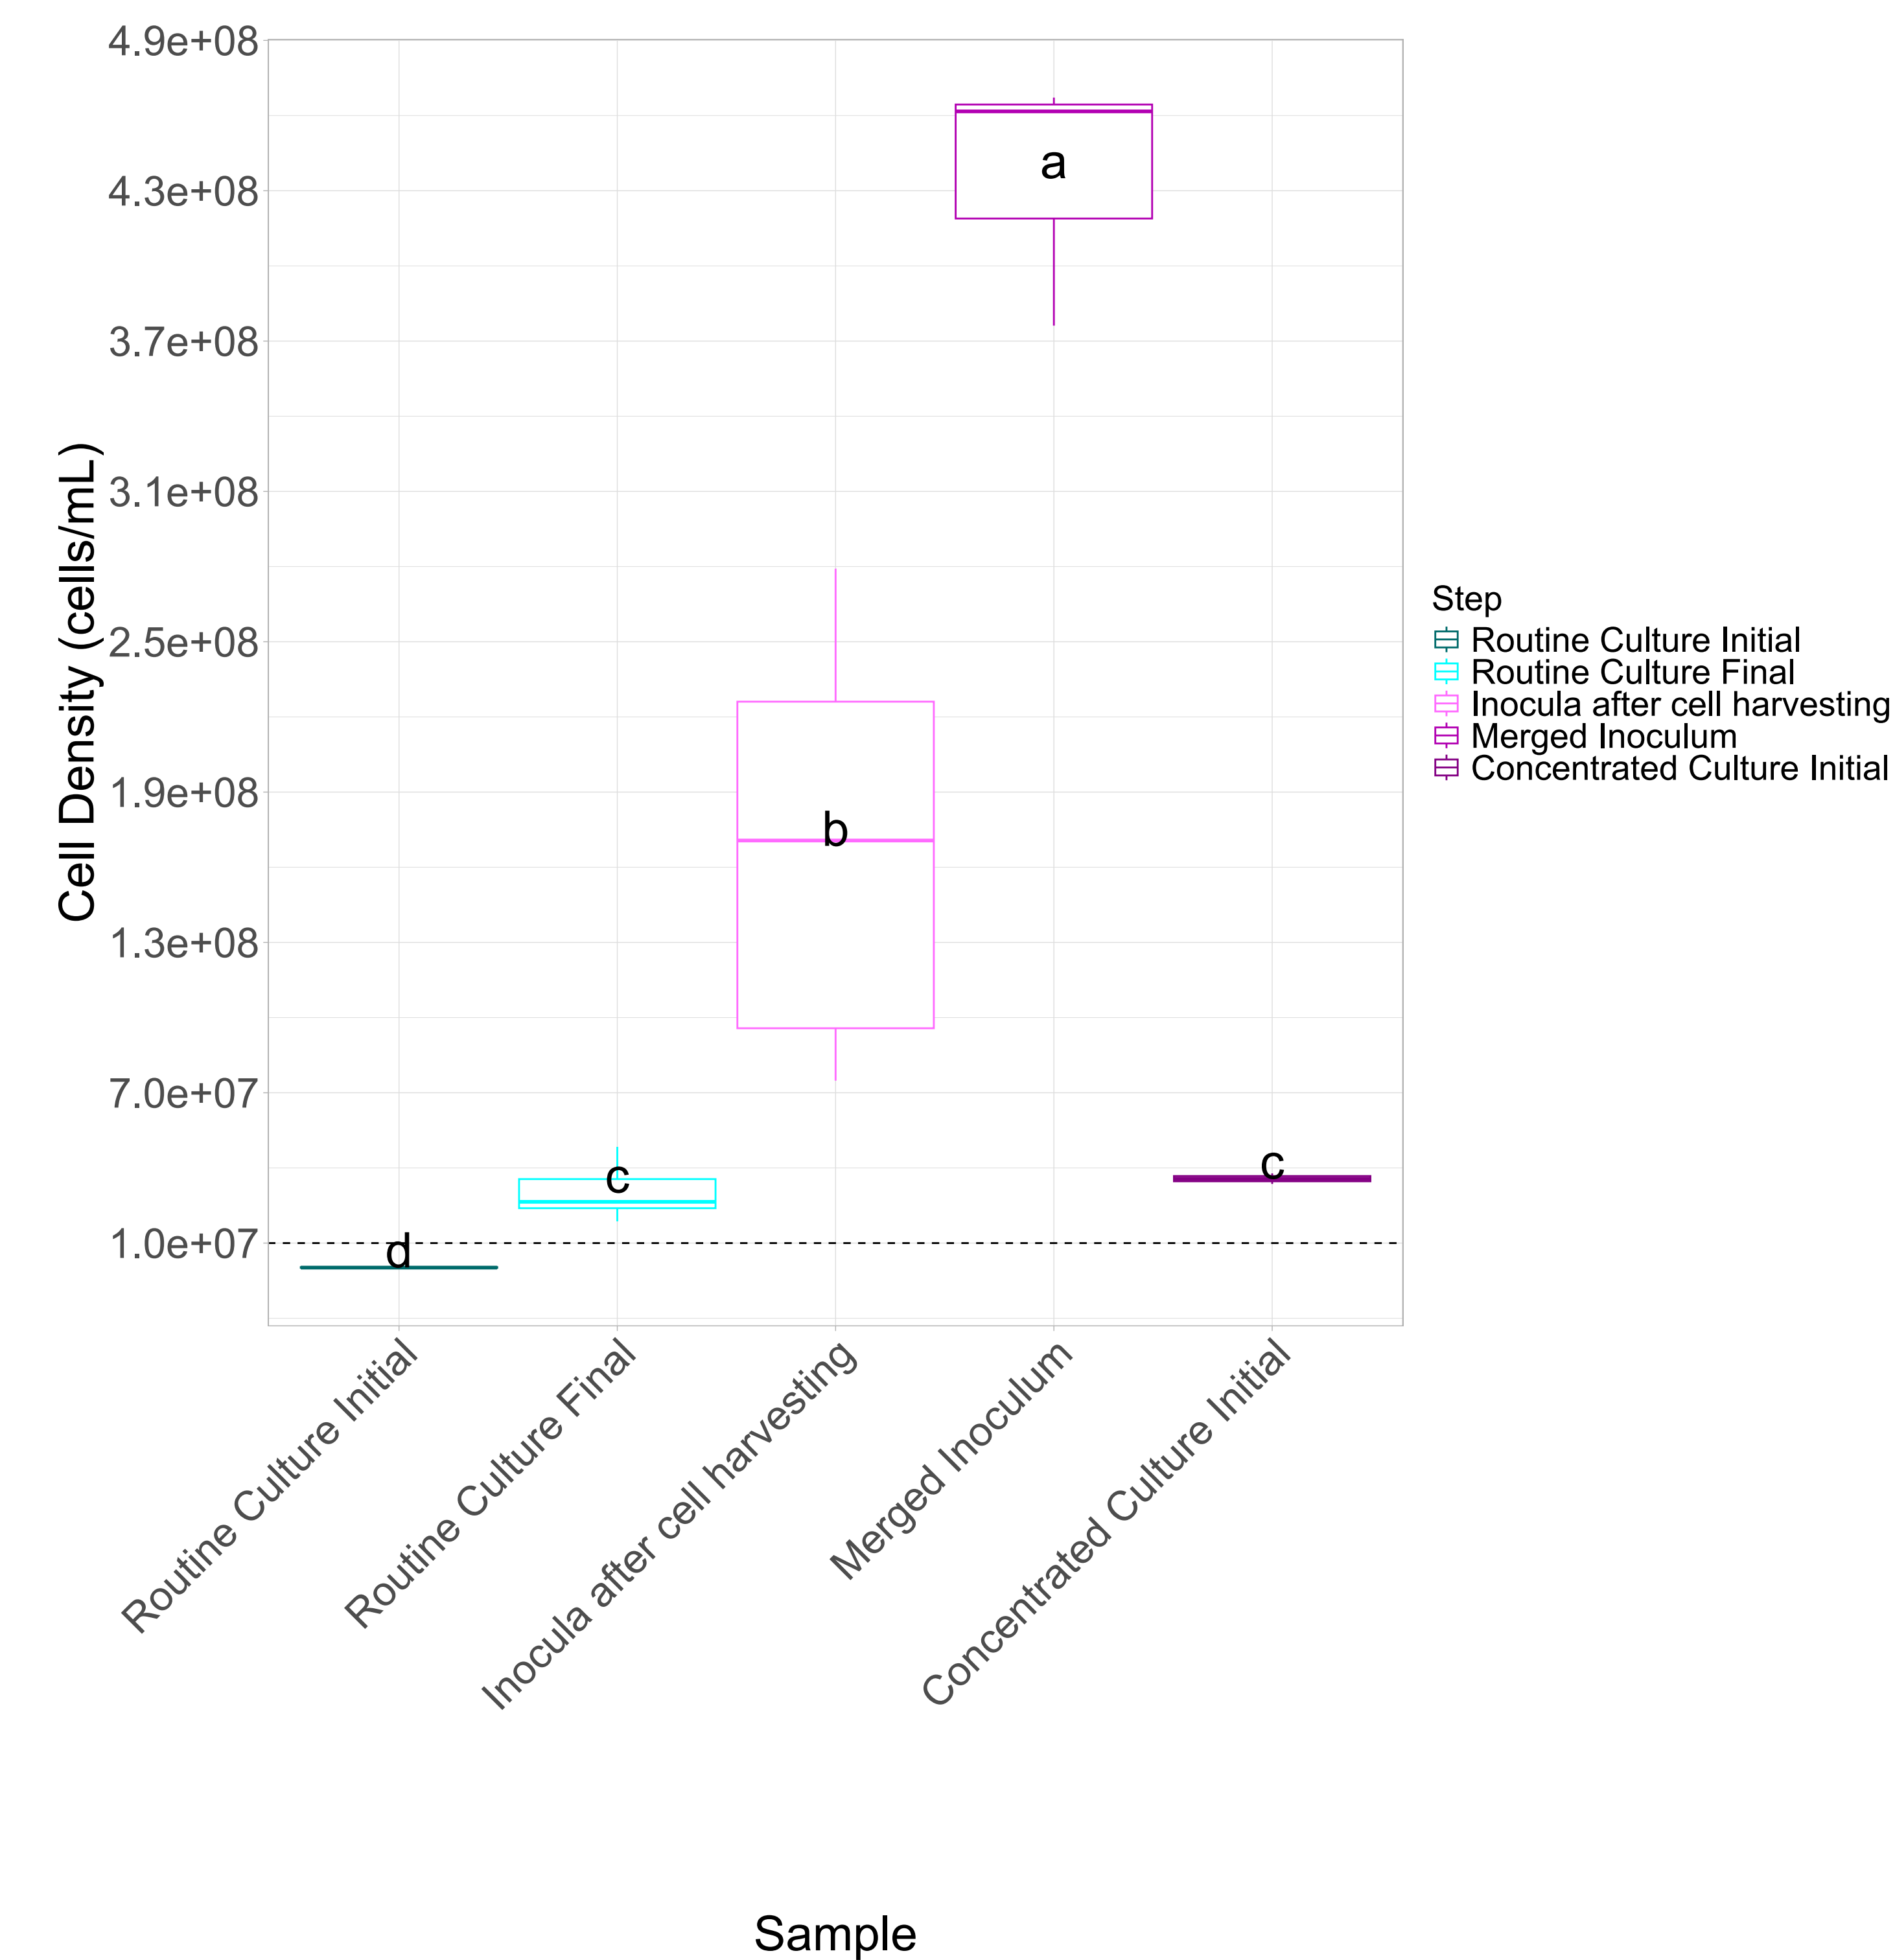 Cell Density (cells/mL)
4.9e+08
4.3e+08
3.7e+08
3.1e+08
2.5e+08
1.9e+08
1.3e+08
7.0e+07
1.0e+07
a
b
c
c
d
Routine Culture Initial
Routine Culture Final
Inocula after cell harvesting
Merged Inoculum
Concentrated Culture Initial
Sample
Step
Routine Culture Initial
Routine Culture Final
Inocula after cell harvesting
Merged Inoculum
Concentrated Culture Initial